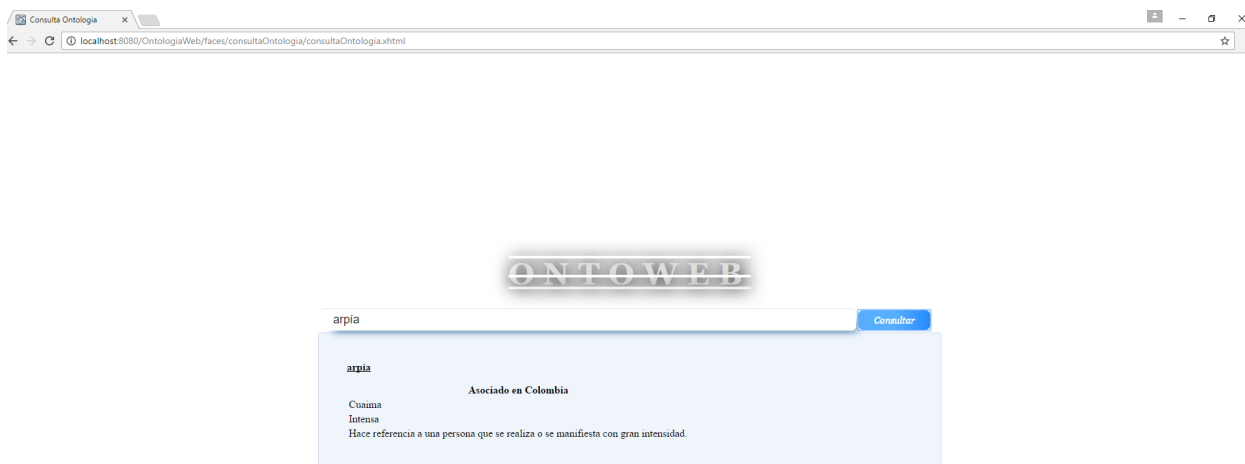 Consulta Ontologia
localhost:8080/OntologiaWeb/faces/consultaOntologia/consultaOntologia.xhtml
ONTOWEB
arpía
Consultar
arpía
Asociado en Colombia
Cuaima
Intensa
Hace referencia a una persona que se realiza o se manifiesta con gran intensidad.